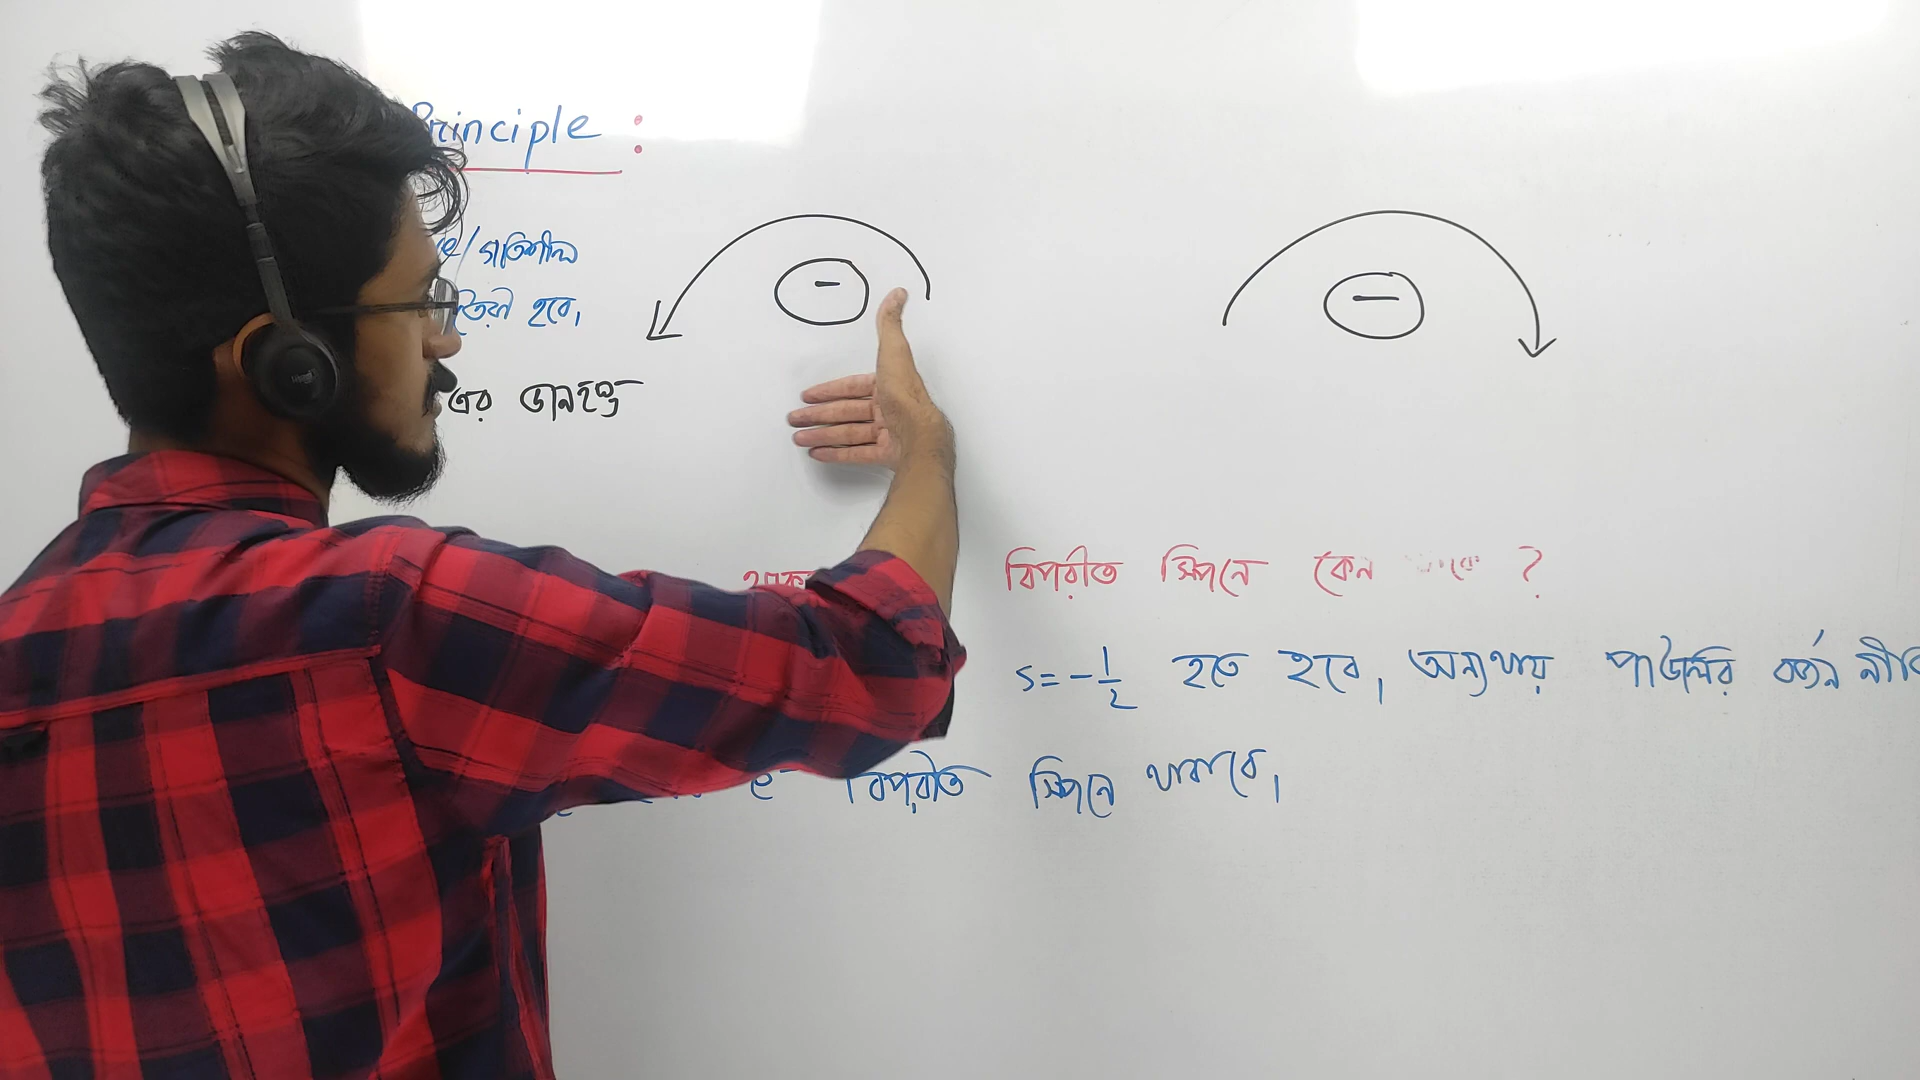 Principle :
/গতিশীল
তৈরী হবে।
এর ডানহস্ত
বিপরীত স্পিনে কেন থাকে ?
s = -1/2 হতে হবে, অন্যথায় পাউলির বর্জন নীতি
e⁻ বিপরীত স্পিনে থাকবে।